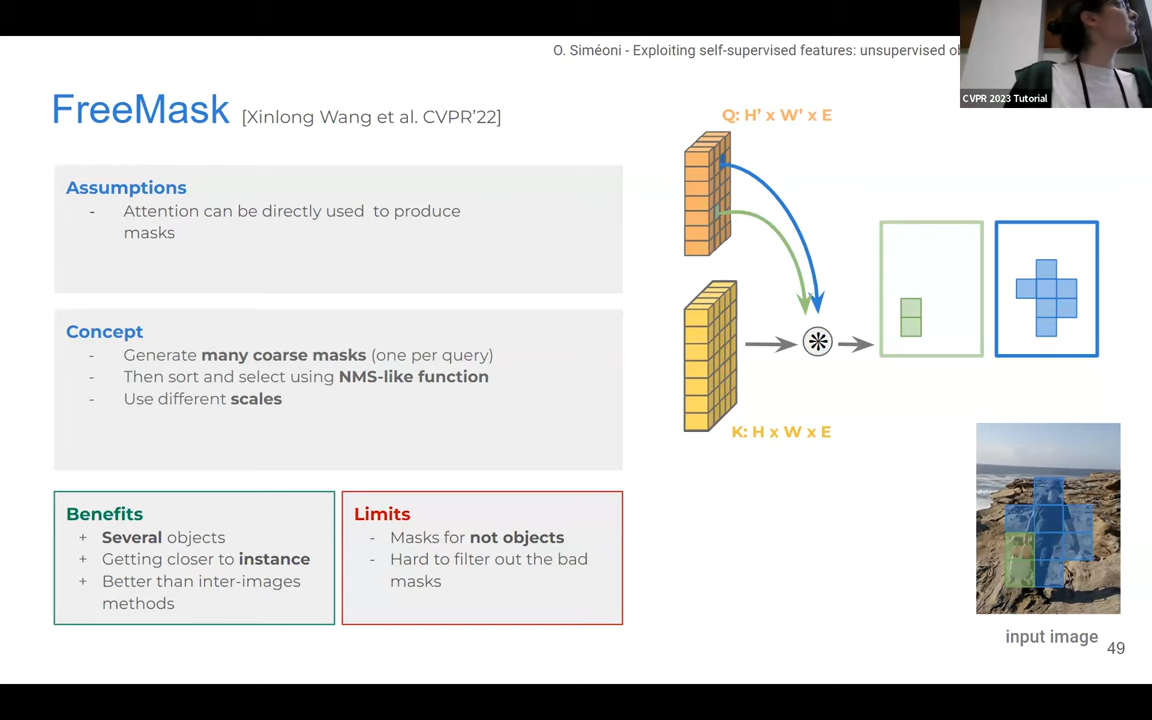 O. Siméoni - Exploiting self-supervised features: unsupervised
CVPR 2023 Tutorial
FreeMask [Xinlong Wang et al. CVPR'22]
Assumptions
- Attention can be directly used to produce
masks
Concept
- Generate many coarse masks (one per query)
- Then sort and select using NMS-like function
- Use different scales
Benefits
+ Several objects
+ Getting closer to instance
+ Better than inter-images
methods
Limits
- Masks for not objects
- Hard to filter out the bad
masks
Q: H' x W' x E
K: H x W x E
input image
49